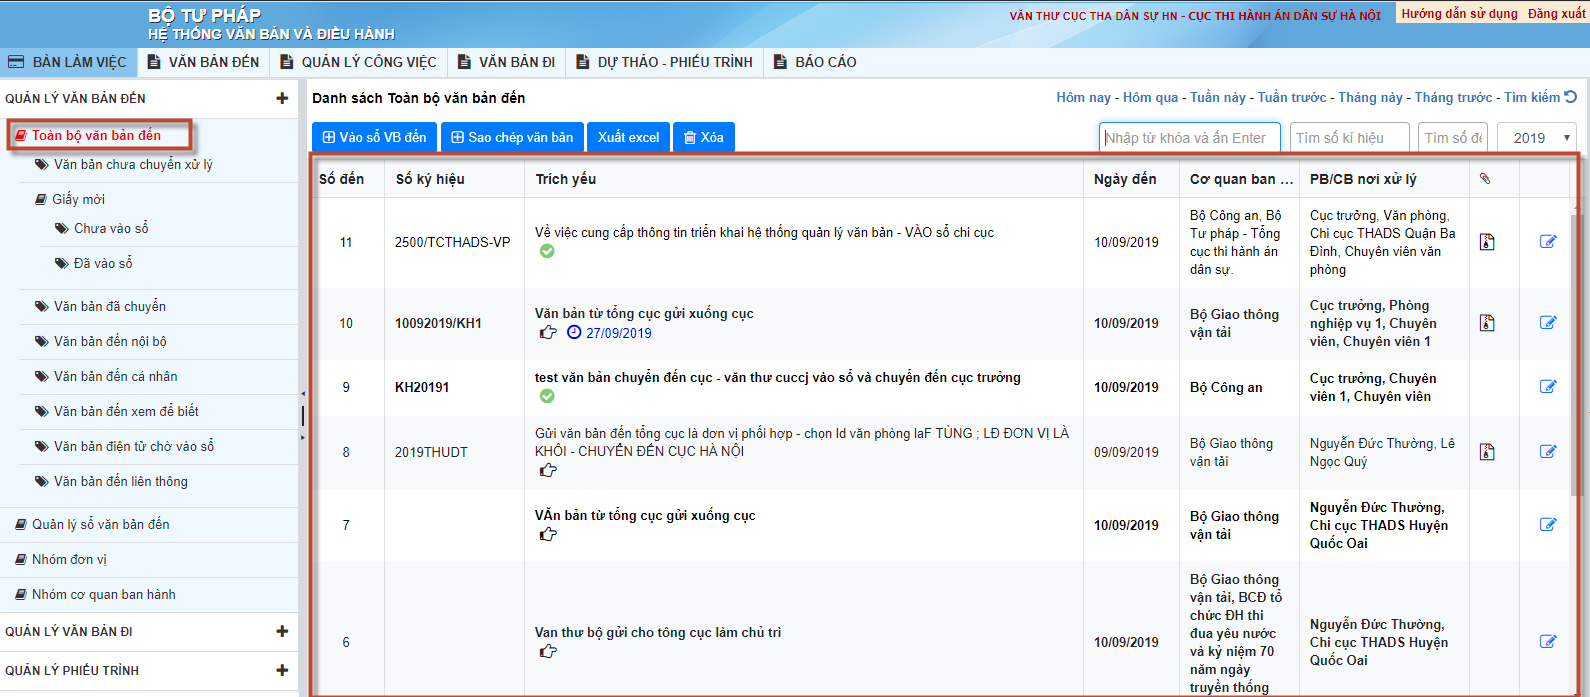 BỘ TƯ PHÁP
HỆ THỐNG VĂN BẢN VÀ ĐIỀU HÀNH
VĂN THƯ CỤC THA DÂN SỰ HN - CỤC THI HÀNH ÁN DÂN SỰ HÀ NỘI
Hướng dẫn sử dụng Đăng xuất
BÀN LÀM VIỆC
VĂN BẢN ĐẾN
QUẢN LÝ CÔNG VIỆC
VĂN BẢN ĐI
DỰ THẢO - PHIẾU TRÌNH
BÁO CÁO
QUẢN LÝ VĂN BẢN ĐẾN
Toàn bộ văn bản đến
Văn bản chưa chuyển xử lý
Giấy mời
Chưa vào sổ
Đã vào sổ
Văn bản đã chuyển
Văn bản đến nội bộ
Văn bản đến cá nhân
Văn bản đến xem để biết
Văn bản điện tử chờ vào sổ
Văn bản đến liên thông
Quản lý sổ văn bản đến
Nhóm đơn vị
Nhóm cơ quan ban hành
QUẢN LÝ VĂN BẢN ĐI
QUẢN LÝ PHIẾU TRÌNH
Danh sách Toàn bộ văn bản đến
Hôm nay - Hôm qua - Tuần này - Tuần trước - Tháng này - Tháng trước - Tìm kiếm
Vào sổ VB đến
Sao chép văn bản
Xuất excel
Xóa
Nhập từ khóa và ấn Enter
Tìm số kí hiệu
Tìm số đế
2019
Số đến
Số ký hiệu
Trích yếu
Ngày đến
Cơ quan ban ...
PB/CB nơi xử lý
11
2500/TCTHADS-VP
Về việc cung cấp thông tin triển khai hệ thống quản lý văn bản - VÀO sổ chi cục
10/09/2019
Bộ Công an, Bộ
Tư pháp - Tổng
cục thi hành án
dân sự.
Cục trưởng, Văn phòng,
Chi cục THADS Quận Ba
Đình, Chuyên viên văn
phòng
10
10092019/KH1
Văn bản từ tổng cục gửi xuống cục
27/09/2019
10/09/2019
Bộ Giao thông
vận tải
Cục trưởng, Phòng
nghiệp vụ 1, Chuyên
viên, Chuyên viên 1
9
KH20191
test văn bản chuyển đến cục - văn thư cuccj vào sổ và chuyển đến cục trưởng
10/09/2019
Bộ Công an
Cục trưởng, Chuyên
viên 1, Chuyên viên
8
2019THUDT
Gửi văn bản đến tổng cục là dơn vị phối hợp - chọn ld văn phòng laF TÙNG ; LĐ ĐƠN VỊ LÀ
KHÔI - CHUYỂN ĐẾN CỤC HÀ NỘI
09/09/2019
Bộ Giao thông
vận tải
Nguyễn Đức Thường, Lê
Ngọc Quý
7
VĂn bản từ tổng cục gửi xuống cục
10/09/2019
Bộ Giao thông
vận tải
Nguyễn Đức Thường,
Chi cục THADS Huyện
Quốc Oai
6
Van thư bộ gửi cho tông cục làm chủ trì
10/09/2019
Bộ Giao thông
vận tải, BCĐ tổ
chức ĐH thi
đua yêu nước
và kỷ niệm 70
năm ngày
truyền thống
Nguyễn Đức Thường,
Chi cục THADS Huyện
Quốc Oai